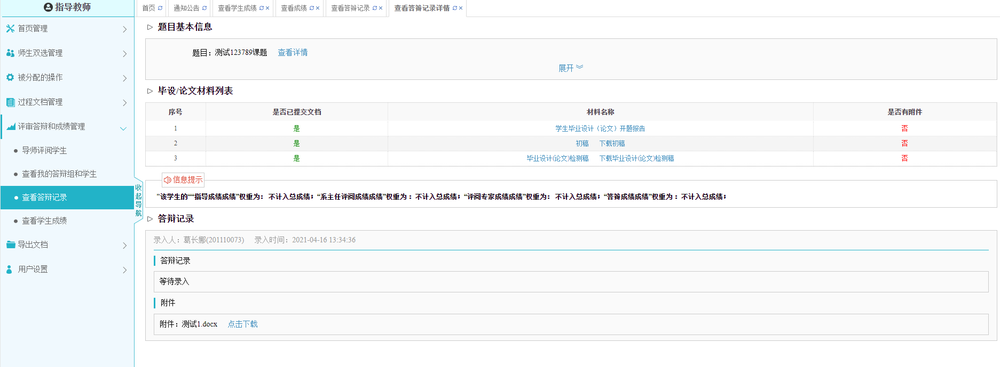 指导教师
首页 通知公告 查看学生成绩 查看成绩 查看答辩记录 查看答辩记录详情
首页管理
师生双选管理
被分配的操作
过程文档管理
评审答辩和成绩管理
导师评阅学生
查看我的答辩组和学生
查看答辩记录
查看学生成绩
导出文档
用户设置
收起导航
题目基本信息
题目：测试123789课题 查看详情
展开
毕设/论文材料列表
序号 是否已提交文档 材料名称 是否有附件
1 是 学生毕业设计（论文）开题报告 否
2 是 初稿 下载初稿 否
3 是 毕业设计(论文)检测稿 下载毕业设计(论文)检测稿 否
信息提示
"该学生的““指导成绩成绩”权重为： 不计入总成绩；“系主任评阅成绩成绩”权重为 ： 不计入总成绩；“评阅专家成绩成绩”权重为： 不计入总成绩；“答辩成绩成绩”权重为 ： 不计入总成绩；
答辩记录
录入人：葛长娜(201110073) 录入时间：2021-04-16 13:34:36
答辩记录
等待录入
附件
附件：测试1.docx 点击下载